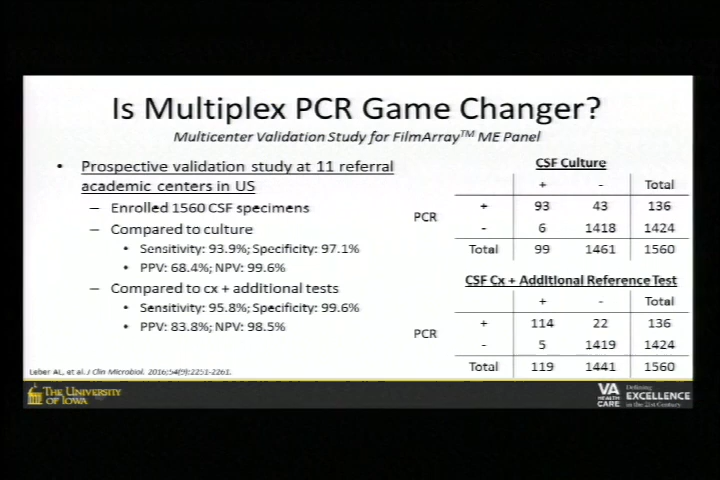 Is Multiplex PCR Game Changer?
Multicenter Validation Study for FilmArray™ ME Panel
• Prospective validation study at 11 referral
academic centers in US
– Enrolled 1560 CSF specimens
– Compared to culture
• Sensitivity: 93.9%; Specificity: 97.1%
• PPV: 68.4%; NPV: 99.6%
– Compared to cx + additional tests
• Sensitivity: 95.8%; Specificity: 99.6%
• PPV: 83.8%; NPV: 98.5%
CSF Culture
+ - Total
PCR
+ 93 43 136
- 6 1418 1424
Total 99 1461 1560
CSF Cx + Additional Reference Test
+ - Total
PCR
+ 114 22 136
- 5 1419 1424
Total 119 1441 1560
Leber AL, et al. J Clin Microbiol. 2016;54(9):2251-2261.
THE UNIVERSITY
OF IOWA
VA
HEALTH
CARE
Defining
EXCELLENCE
in the 21st Century